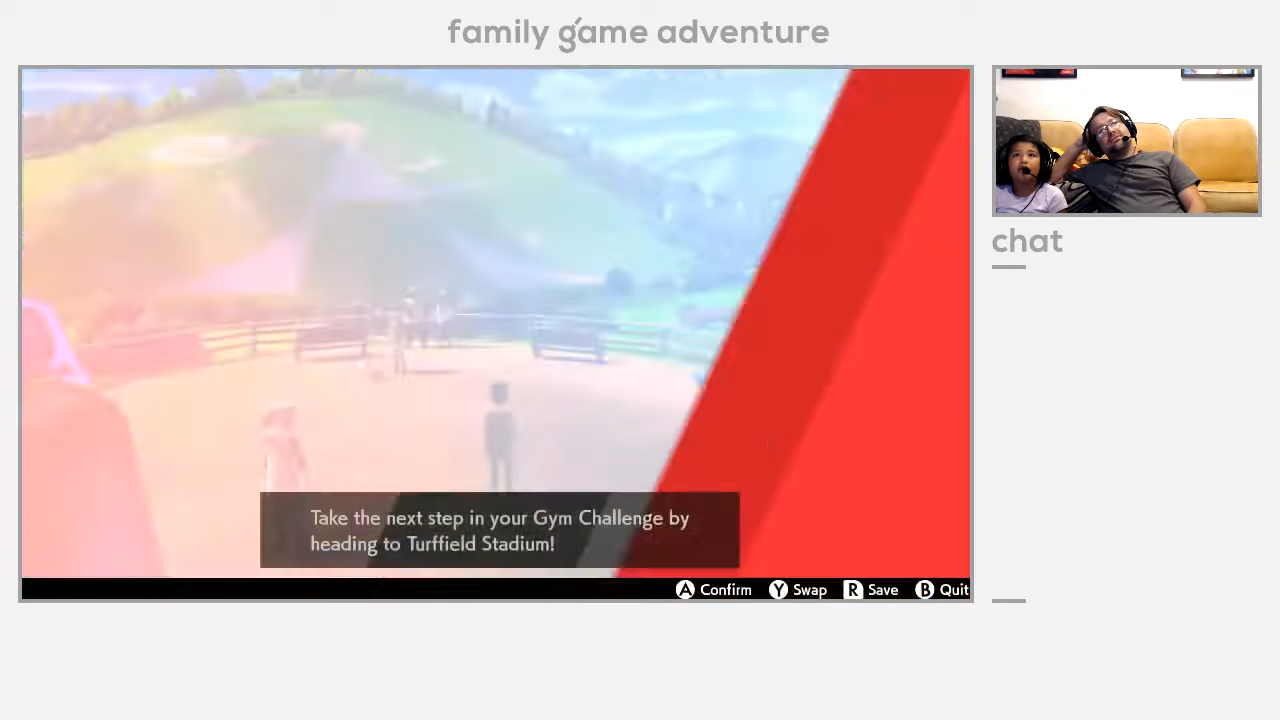 family game adventure
chat
Take the next step in your Gym Challenge by
heading to Turffield Stadium!
A Confirm Y Swap R Save B Quit